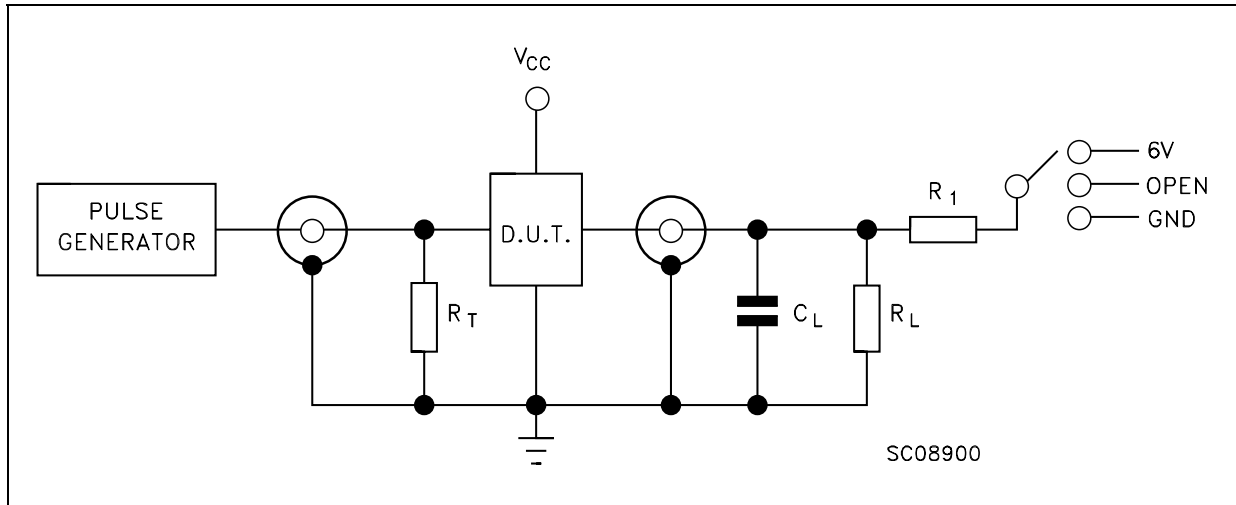 VCC
PULSE
GENERATOR
D.U.T.
RT
CL
RL
R1
6V
OPEN
GND
SC08900